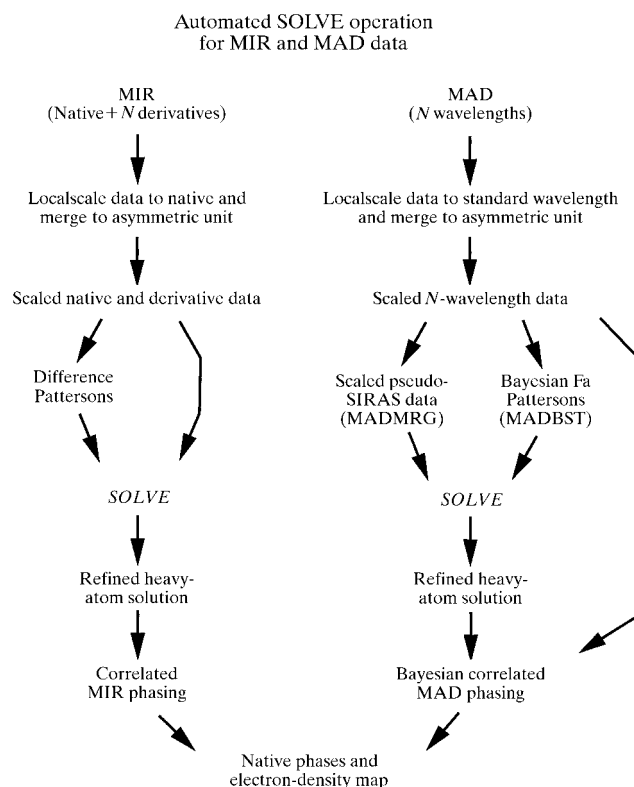 Automated SOLVE operation
for MIR and MAD data
MIR
(Native + N derivatives)
Localscale data to native and
merge to asymmetric unit
Scaled native and derivative data
Difference
Pattersons
SOLVE
Refined heavy-
atom solution
Correlated
MIR phasing
MAD
(N wavelengths)
Localscale data to standard wavelength
and merge to asymmetric unit
Scaled N-wavelength data
Scaled pseudo-
SIRAS data
(MADMRG)
Bayesian Fa
Pattersons
(MADBST)
SOLVE
Refined heavy-
atom solution
Bayesian correlated
MAD phasing
Native phases and
electron-density map